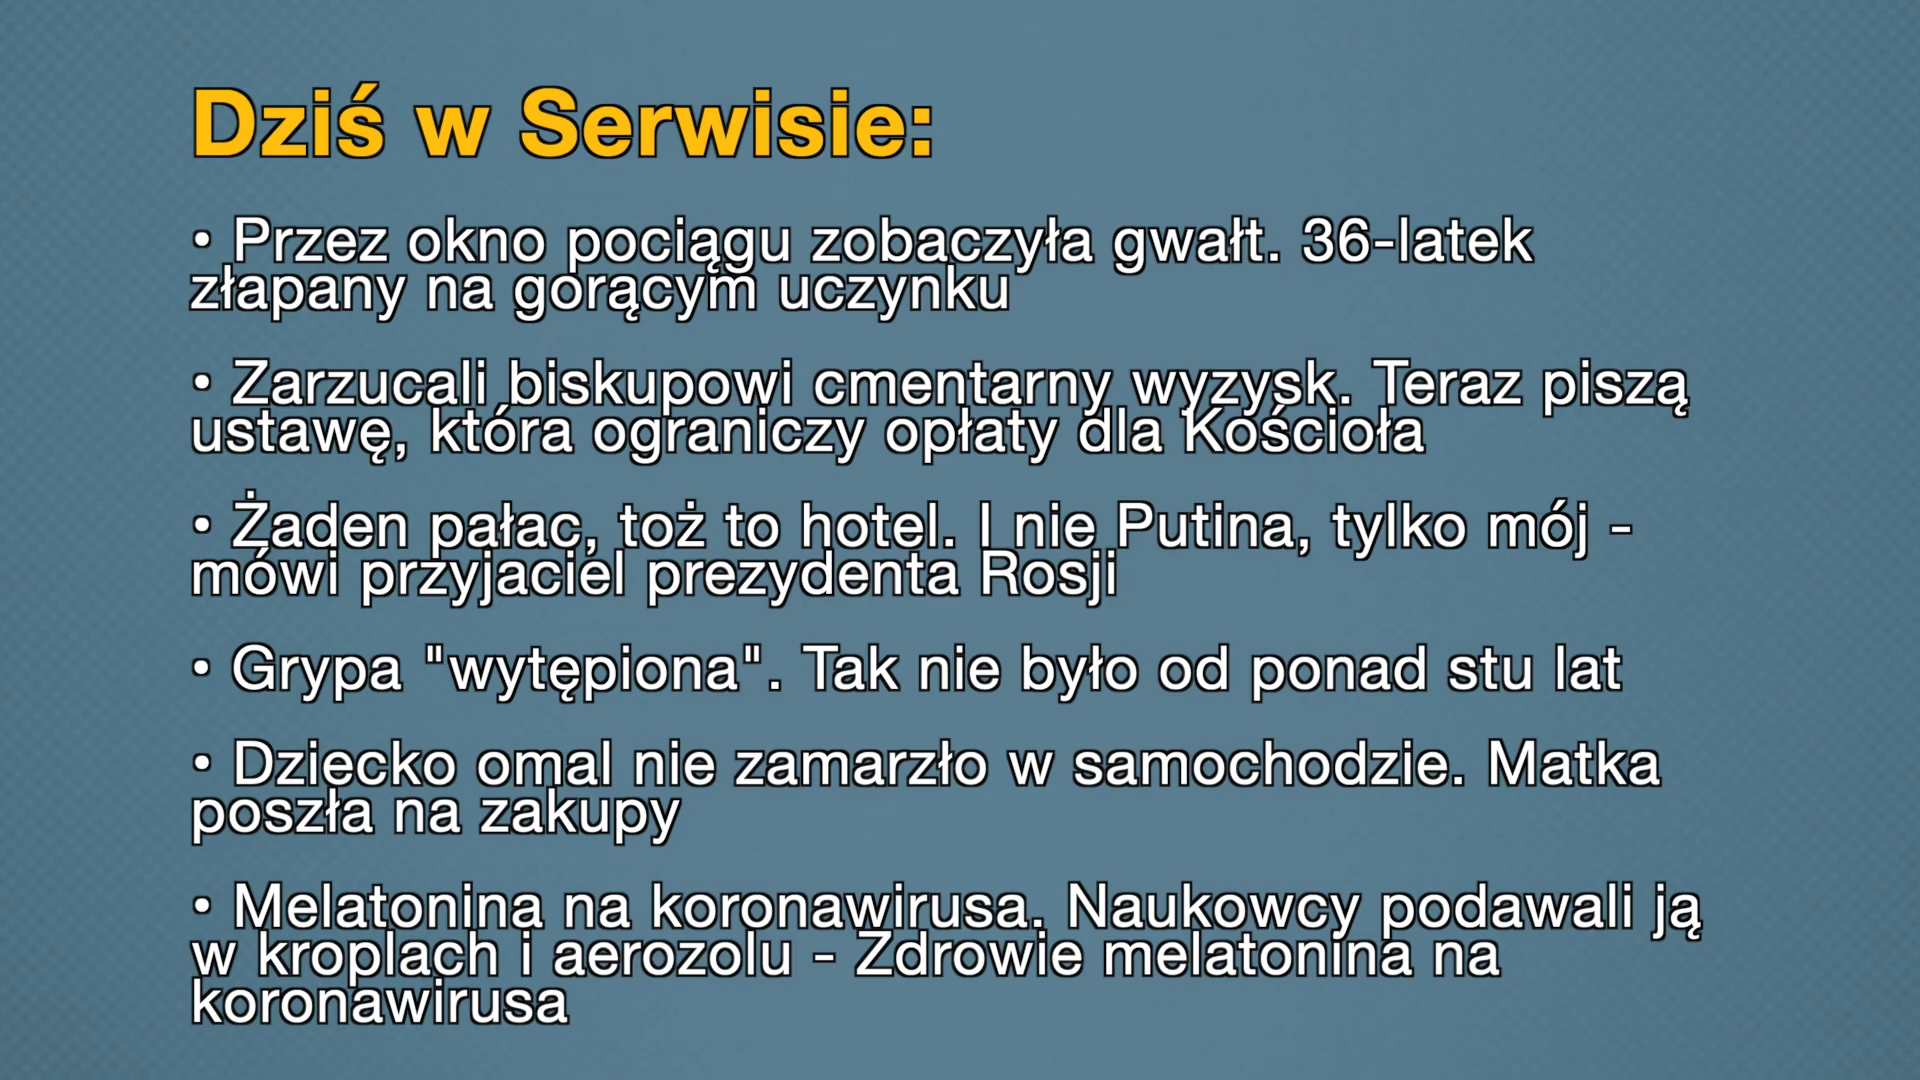 Dziś w Serwisie:
• Przez okno pociągu zobaczyła gwałt. 36-latek
złapany na gorącym uczynku
• Zarzucali biskupowi cmentarny wyzysk. Teraz piszą
ustawę, która ograniczy opłaty dla Kościoła
• Żaden pałac, toż to hotel. I nie Putina, tylko mój -
mówi przyjaciel prezydenta Rosji
• Grypa "wytępiona". Tak nie było od ponad stu lat
• Dziecko omal nie zamarzło w samochodzie. Matka
poszła na zakupy
• Melatonina na koronawirusa. Naukowcy podawali ją
w kroplach i aerozolu - Zdrowie melatonina na
koronawirusa